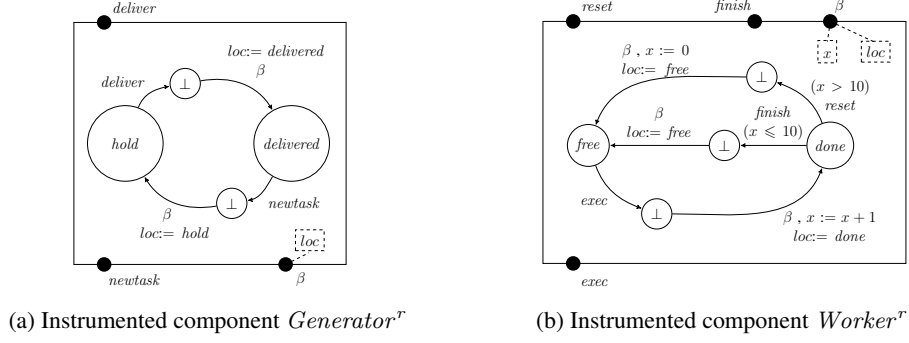 deliver
loc:= delivered
β
deliver
⊥
hold
delivered
⊥
β
loc:= hold
newtask
loc
newtask
β
(a) Instrumented component Generator^r
reset
finish
β
x
loc
β , x := 0
loc:= free
⊥
(x > 10)
reset
β
loc:= free
finish
(x ⩽ 10)
free
⊥
done
exec
⊥
β , x := x + 1
loc:= done
exec
(b) Instrumented component Worker^r